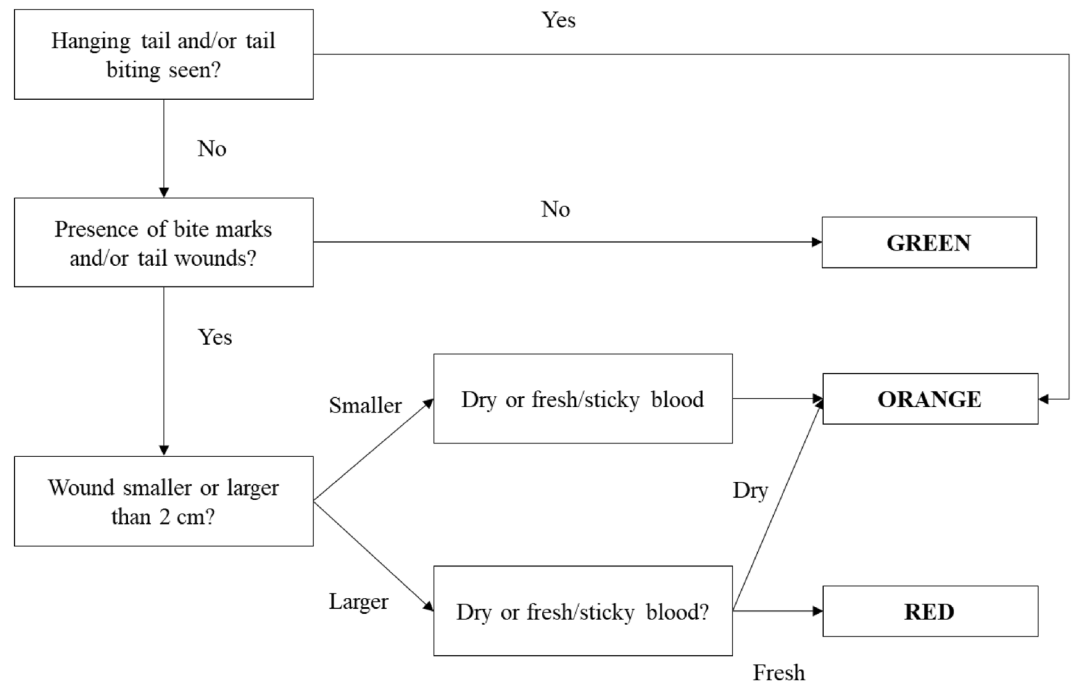 Hanging tail and/or tail
biting seen?
Yes
No
Presence of bite marks
and/or tail wounds?
No
GREEN
Yes
Smaller
Dry or fresh/sticky blood
ORANGE
Wound smaller or larger
than 2 cm?
Dry
Larger
Dry or fresh/sticky blood?
RED
Fresh